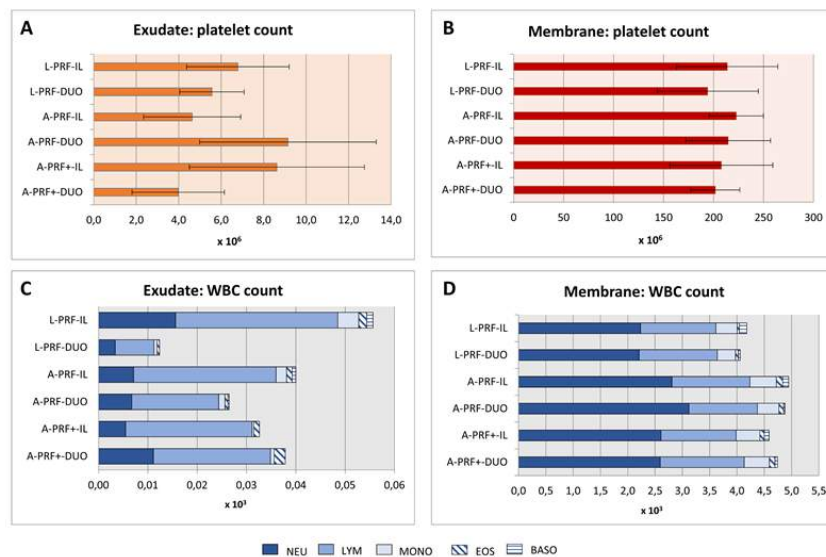 A
Exudate: platelet count
L-PRF-IL
L-PRF-DUO
A-PRF-IL
A-PRF-DUO
A-PRF+-IL
A-PRF+-DUO
0,0 2,0 4,0 6,0 8,0 10,0 12,0 14,0
x 10⁶
B
Membrane: platelet count
L-PRF-IL
L-PRF-DUO
A-PRF-IL
A-PRF-DUO
A-PRF+-IL
A-PRF+-DUO
0 50 100 150 200 250 300
x 10⁶
C
Exudate: WBC count
L-PRF-IL
L-PRF-DUO
A-PRF-IL
A-PRF-DUO
A-PRF+-IL
A-PRF+-DUO
0,00 0,01 0,02 0,03 0,04 0,05 0,06
x 10³
D
Membrane: WBC count
L-PRF-IL
L-PRF-DUO
A-PRF-IL
A-PRF-DUO
A-PRF+-IL
A-PRF+-DUO
0,0 0,5 1,0 1,5 2,0 2,5 3,0 3,5 4,0 4,5 5,0 5,5
x 10³
NEU LYM MONO EOS BASO